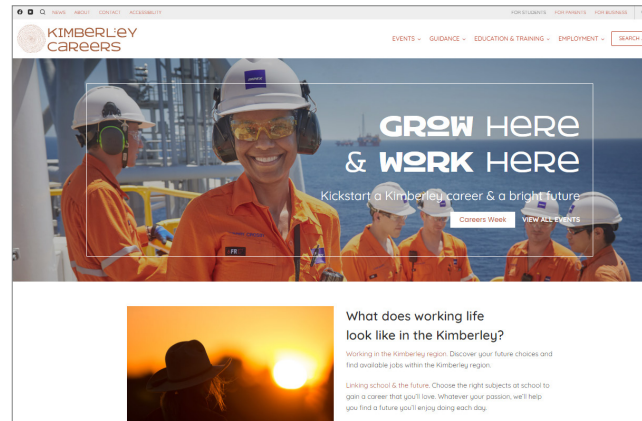 NEWS ABOUT CONTACT ACCESSIBILITY
FOR STUDENTS FOR PARENTS FOR BUSINESS
KIMBERLEY
CAREERS
EVENTS GUIDANCE EDUCATION & TRAINING EMPLOYMENT SEARCH
GROW HERE
& WORK HERE
Kickstart a Kimberley career & a bright future
Careers Week VIEW ALL EVENTS
FR
What does working life
look like in the Kimberley?
Working in the Kimberley region. Discover your future choices and
find available jobs within the Kimberley region.
Linking school & the future. Choose the right subjects at school to
gain a career that you'll love. Whatever your passion, we'll help
you find a future you'll enjoy doing each day.